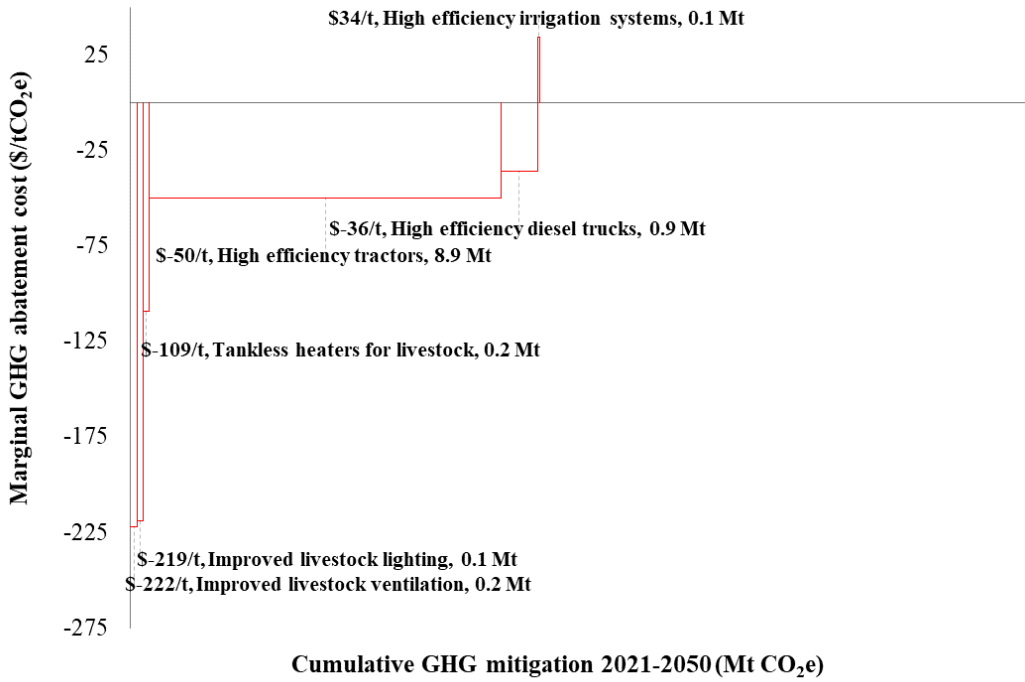 $34/t, High efficiency irrigation systems, 0.1 Mt
25
-25
-75
-125
-175
-225
-275
Marginal GHG abatement cost ($/tCO₂e)
$-36/t, High efficiency diesel trucks, 0.9 Mt
$-50/t, High efficiency tractors, 8.9 Mt
$-109/t, Tankless heaters for livestock, 0.2 Mt
$-219/t, Improved livestock lighting, 0.1 Mt
$-222/t, Improved livestock ventilation, 0.2 Mt
Cumulative GHG mitigation 2021-2050 (Mt CO₂e)